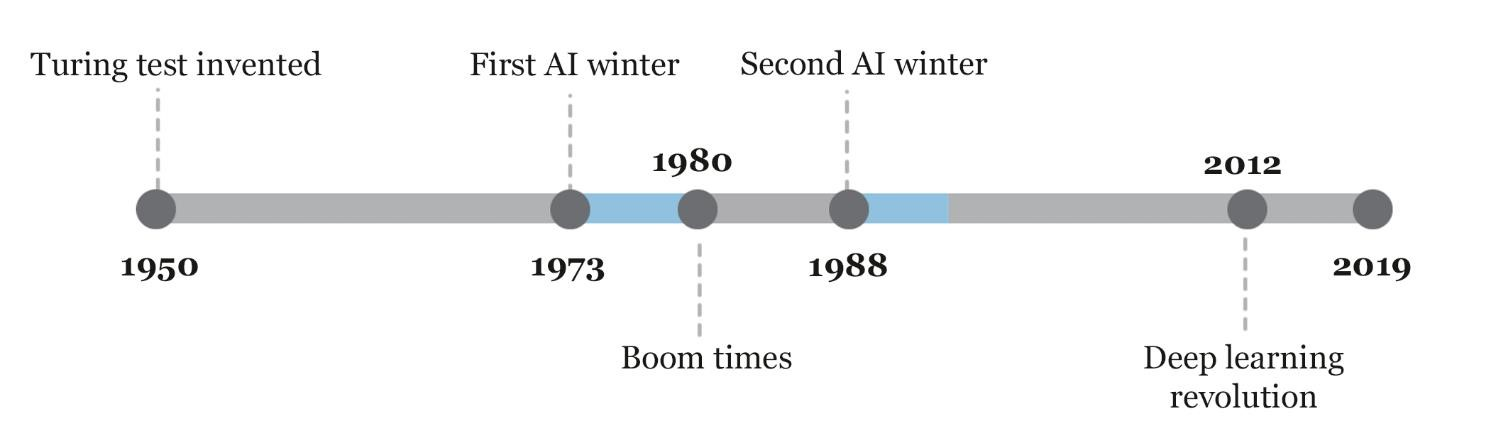 Turing test invented
First AI winter
Second AI winter
1980
2012
1950
1973
1988
2019
Boom times
Deep learning
revolution